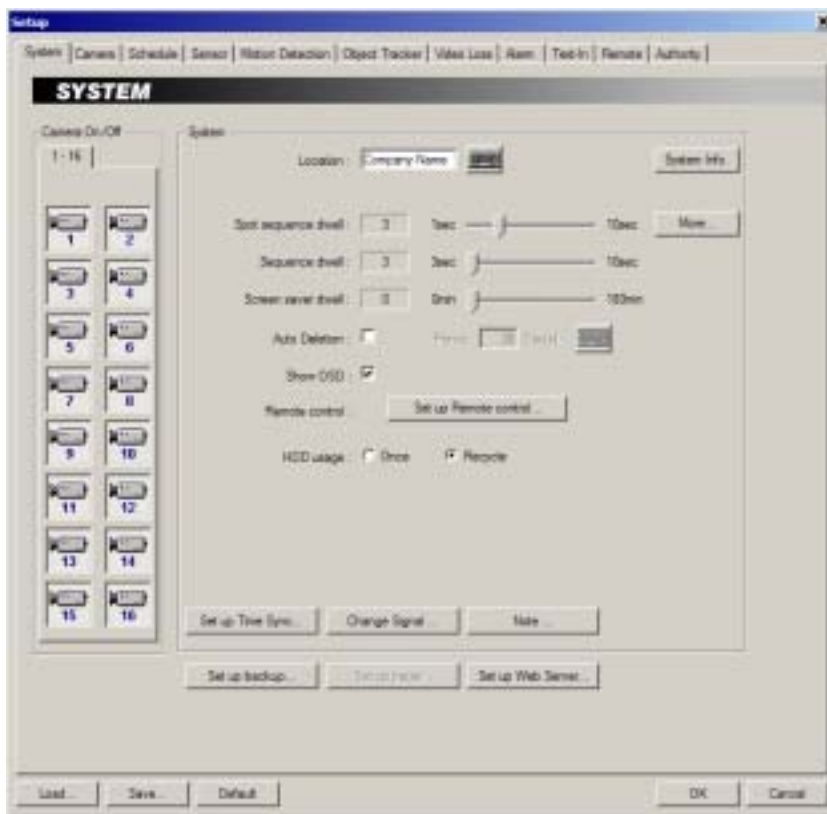 Setup
System Camera Schedule Sensor Motion Detection Object Tracker Video Loss Alarm Text-In Remote Authority
SYSTEM
Camera On/Off
1 - 16
1 2
3 4
5 6
7 8
9 10
11 12
13 14
15 16
System
Location : Company Name System Info.
Spot sequence dwell : 3 1sec 10sec More...
Sequence dwell : 3 3sec 10sec
Screen saver dwell : 0 0min 180min
Auto Deletion :
Show OSD :
Remote control : Set up Remote control ...
HDD usage : Once Recycle
Set up Time Sync... Change Signal ... Note ...
Set up backup... Set up Web Server...
Load... Save... Default OK Cancel